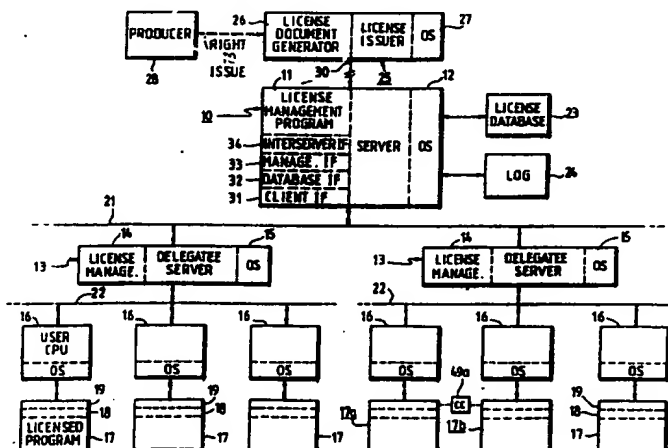 26 LICENSE DOCUMENT GENERATOR LICENSE ISSUER OS 27
PRODUCER RIGHT TO ISSUE
28 30 25
10 11 12
LICENSE MANAGEMENT PROGRAM SERVER OS LICENSE DATABASE 23
34 INTERSERVER IF
33 MANAGE. IF
32 DATABASE IF LOG 24
31 CLIENT IF
21
14 15 14 15
13 LICENSE MANAGE. DELEGATEE SERVER OS 13 LICENSE MANAGE. DELEGATEE SERVER OS
22 22
16 16 16 16 16 16
USER CPU
OS OS OS OS OS OS
49a
19 19 CC 19
18 18 18
LICENSED PROGRAM 17 17 17 17a 17b 17